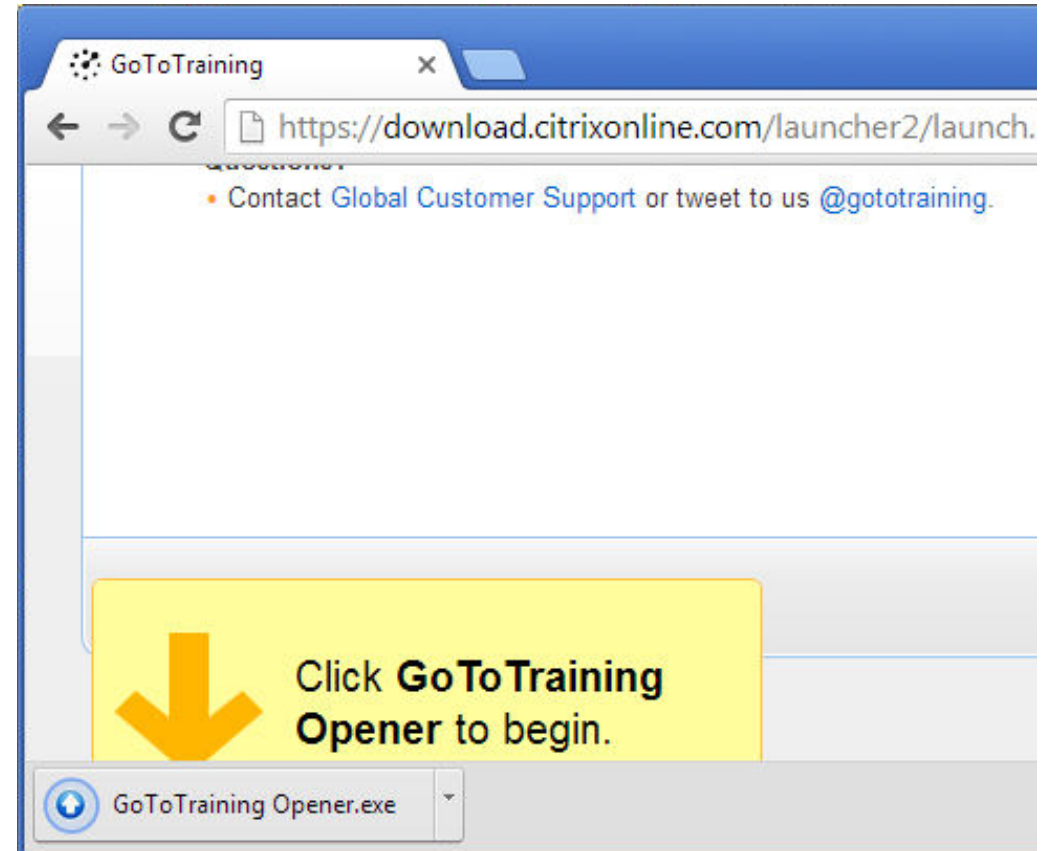 GoToTraining
https://download.citrixonline.com/launcher2/launch.
Questions?
• Contact Global Customer Support or tweet to us @gototraining.
Click GoToTraining
Opener to begin.
GoToTraining Opener.exe